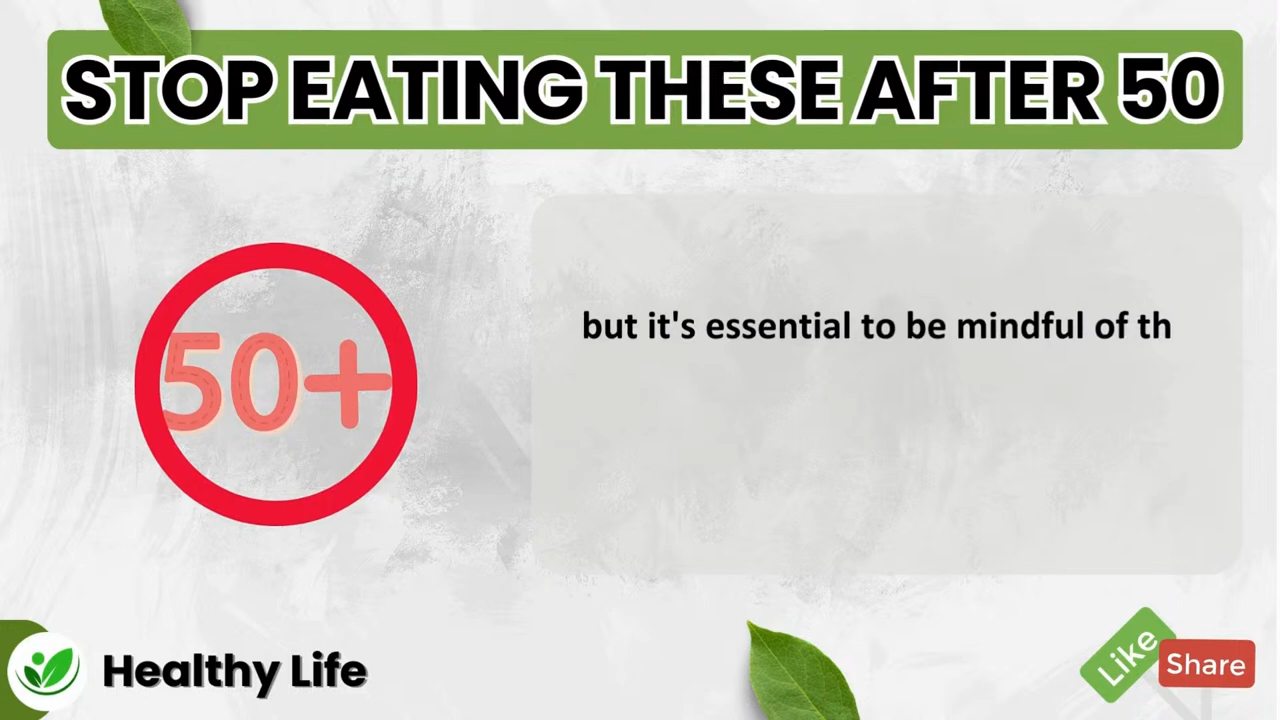 STOP EATING THESE AFTER 50
50+
but it's essential to be mindful of th
Healthy Life
Like
Share